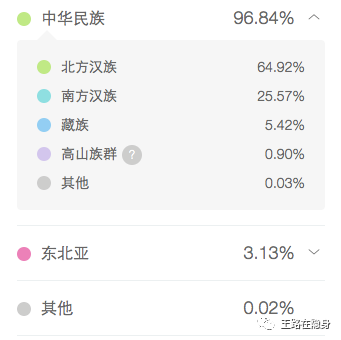 中华民族 96.84%
北方汉族 64.92%
南方汉族 25.57%
藏族 5.42%
高山族群 ? 0.90%
其他 0.03%
东北亚 3.13%
其他 0.02%
王路在隐身